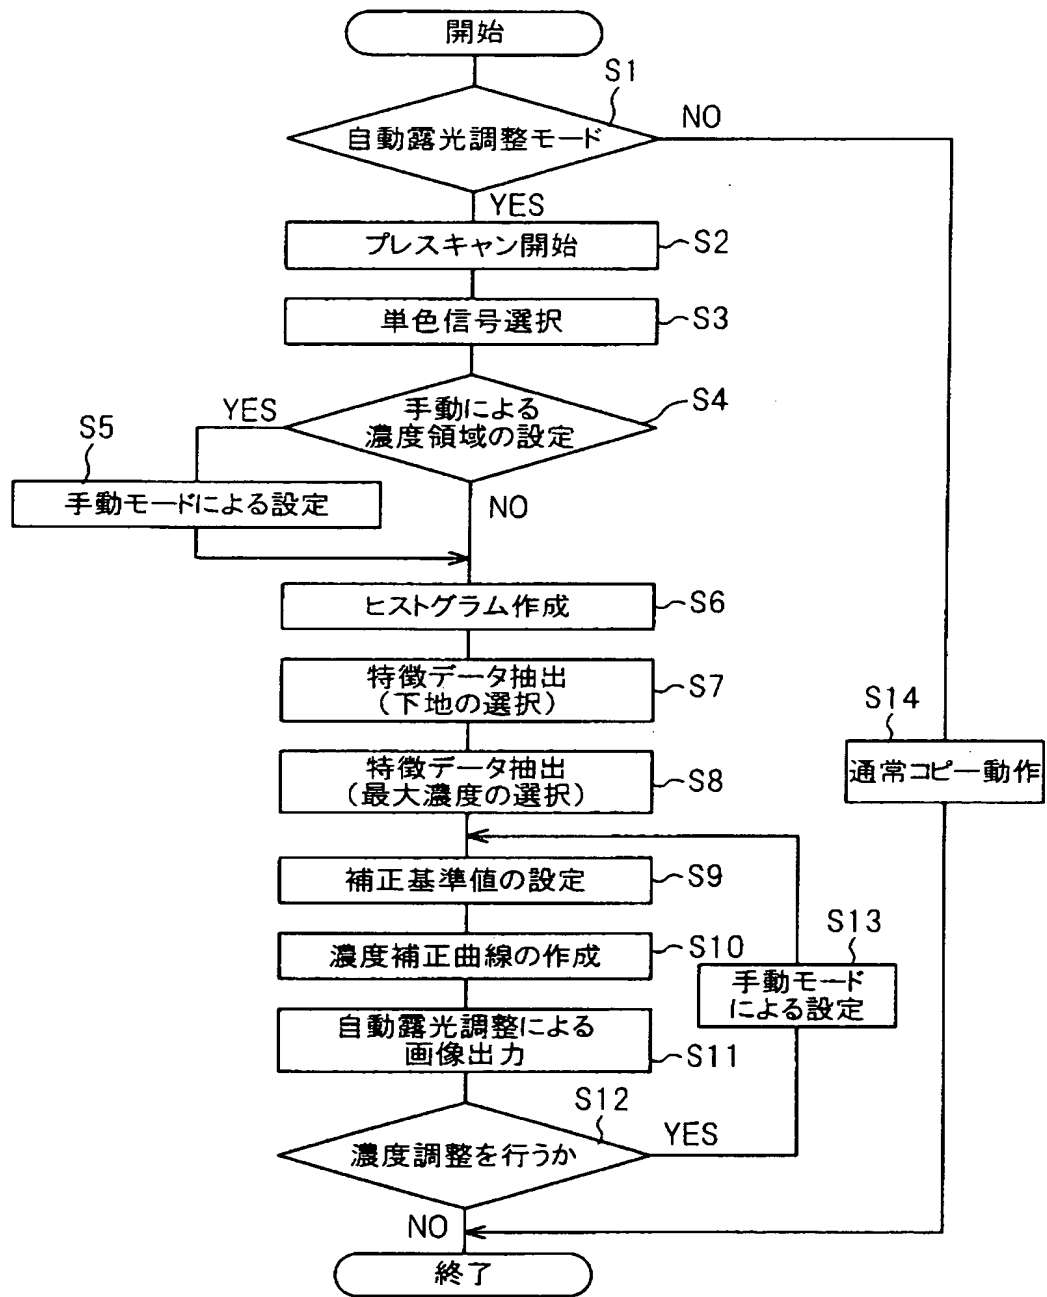 開始
S1
自動露光調整モード
NO
YES
プレスキャン開始
S2
単色信号選択
S3
手動による
濃度領域の設定
S4
YES
S5
手動モードによる設定
NO
ヒストグラム作成
S6
特徴データ抽出
(下地の選択)
S7
特徴データ抽出
(最大濃度の選択)
S8
S14
通常コピー動作
補正基準値の設定
S9
濃度補正曲線の作成
S10
S13
手動モード
による設定
自動露光調整による
画像出力
S11
S12
濃度調整を行うか
YES
NO
終了